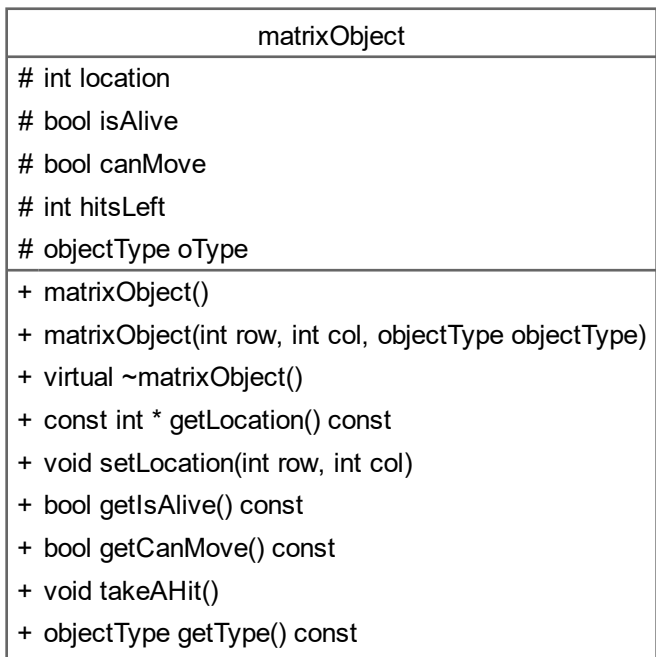 matrixObject
# int location
# bool isAlive
# bool canMove
# int hitsLeft
# objectType oType
+ matrixObject()
+ matrixObject(int row, int col, objectType objectType)
+ virtual ~matrixObject()
+ const int * getLocation() const
+ void setLocation(int row, int col)
+ bool getIsAlive() const
+ bool getCanMove() const
+ void takeAHit()
+ objectType getType() const